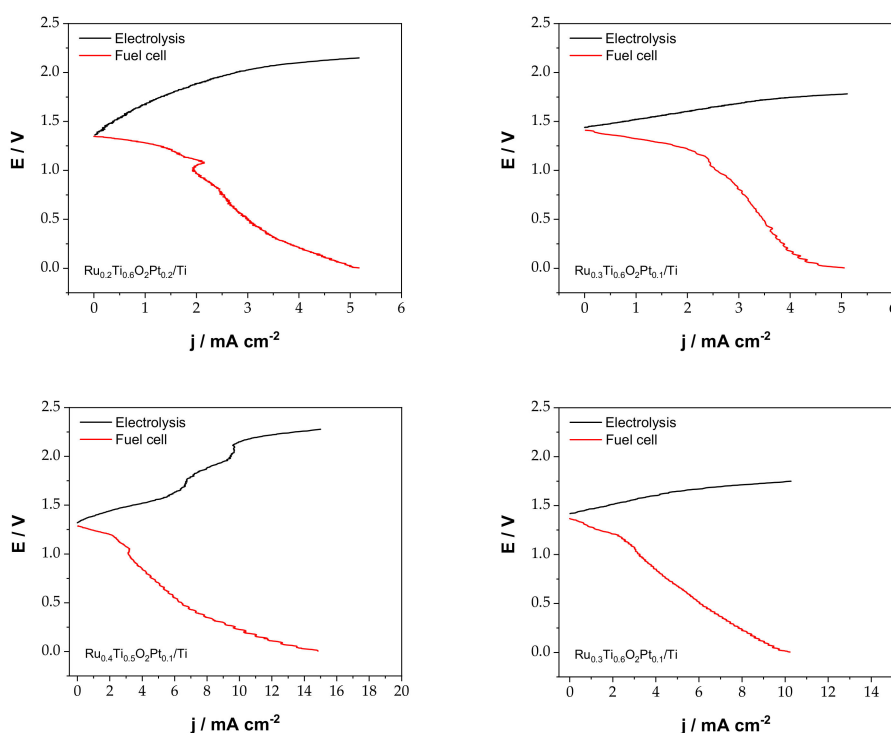 2.5
2.0
1.5
1.0
0.5
0.0
E / V
Electrolysis
Fuel cell
Ru0.2Ti0.6O2Pt0.2/Ti
0 1 2 3 4 5 6
j / mA cm-2
2.5
2.0
1.5
1.0
0.5
0.0
E / V
Electrolysis
Fuel cell
Ru0.3Ti0.6O2Pt0.1/Ti
0 1 2 3 4 5 6
j / mA cm-2
2.5
2.0
1.5
1.0
0.5
0.0
E / V
Electrolysis
Fuel cell
Ru0.4Ti0.5O2Pt0.1/Ti
0 2 4 6 8 10 12 14 16 18 20
j / mA cm-2
2.5
2.0
1.5
1.0
0.5
0.0
E / V
Electrolysis
Fuel cell
Ru0.3Ti0.6O2Pt0.1/Ti
0 2 4 6 8 10 12 14
j / mA cm-2